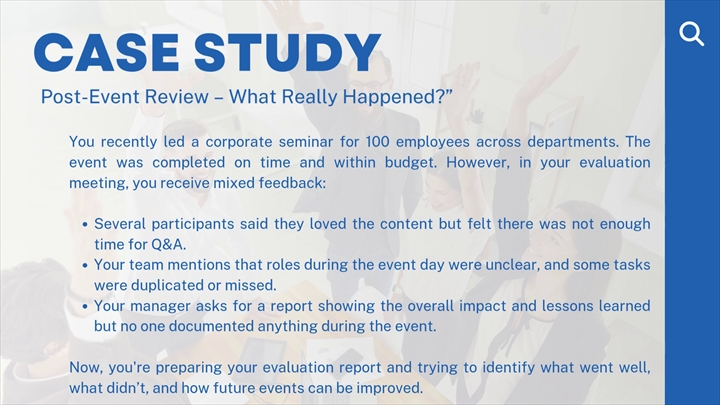 CASE STUDY
Post-Event Review – What Really Happened?”
You recently led a corporate seminar for 100 employees across departments. The
event was completed on time and within budget. However, in your evaluation
meeting, you receive mixed feedback:
• Several participants said they loved the content but felt there was not enough
time for Q&A.
• Your team mentions that roles during the event day were unclear, and some tasks
were duplicated or missed.
• Your manager asks for a report showing the overall impact and lessons learned
but no one documented anything during the event.
Now, you're preparing your evaluation report and trying to identify what went well,
what didn’t, and how future events can be improved.